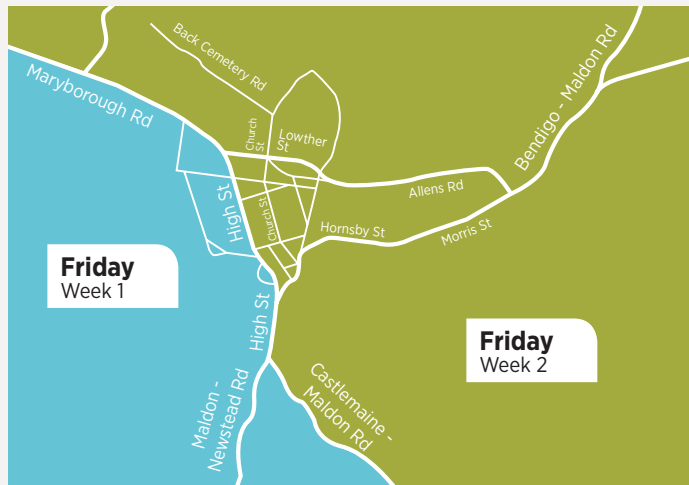 Back Cemetery Rd
Bendigo - Maldon Rd
Maryborough Rd
Church
St
Lowther
St
Allens Rd
High St
Church St
Hornsby St
Morris St
Friday
Week 1
High St
Friday
Week 2
Maldon -
Newstead Rd
Castlemaine -
Maldon Rd